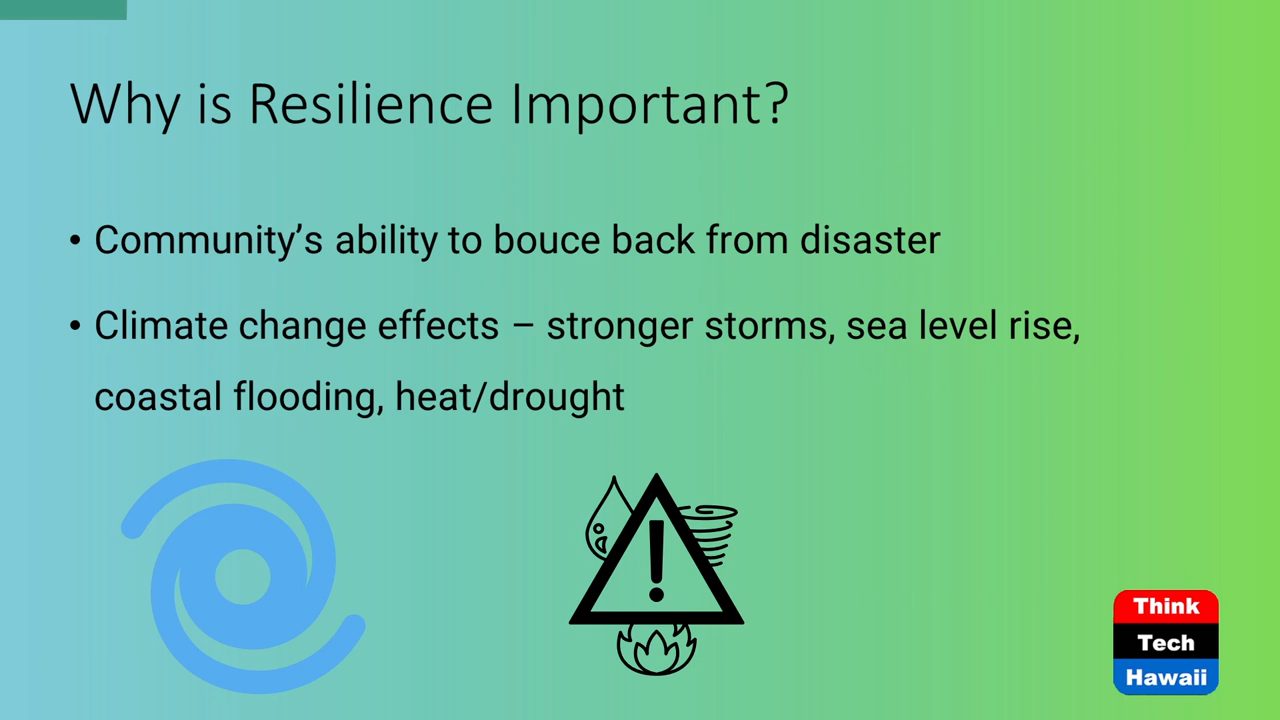 Why is Resilience Important?
• Community’s ability to bouce back from disaster
• Climate change effects – stronger storms, sea level rise,
coastal flooding, heat/drought
!
Think
Tech
Hawaii